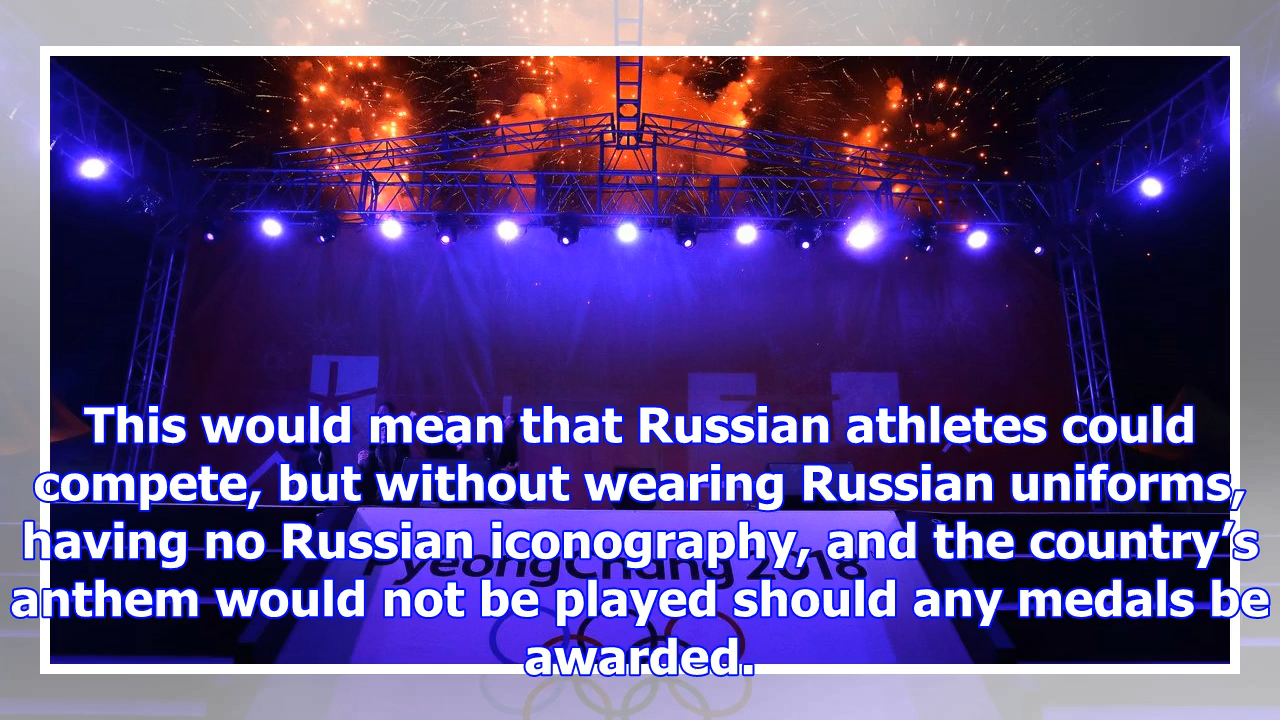 This would mean that Russian athletes could
compete, but without wearing Russian uniforms,
having no Russian iconography, and the country’s
anthem would not be played should any medals be
awarded.
PyeongChang 2018